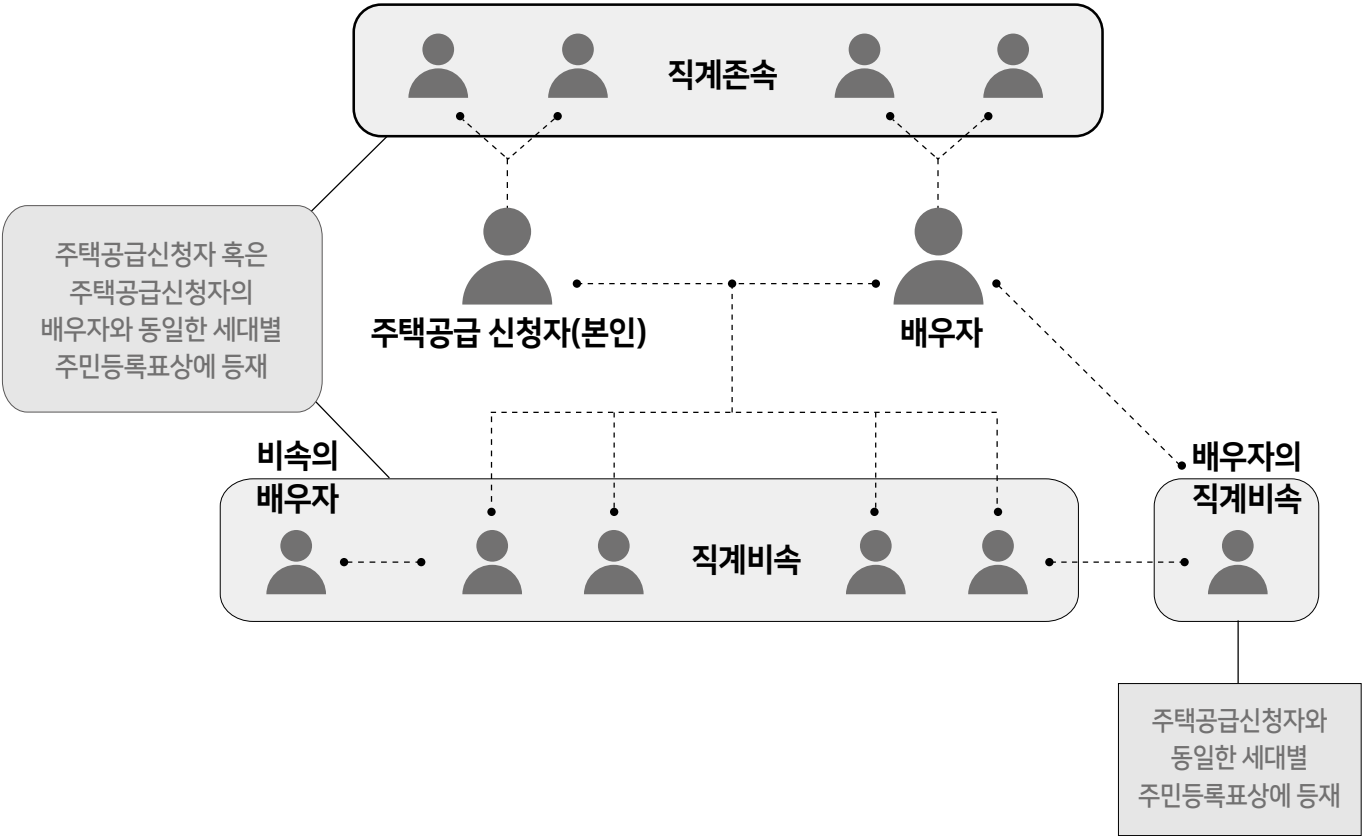 직계존속
주택공급신청자 혹은
주택공급신청자의
배우자와 동일한 세대별
주민등록표상에 등재
주택공급 신청자(본인)
배우자
비속의
배우자
직계비속
배우자의
직계비속
주택공급신청자와
동일한 세대별
주민등록표상에 등재